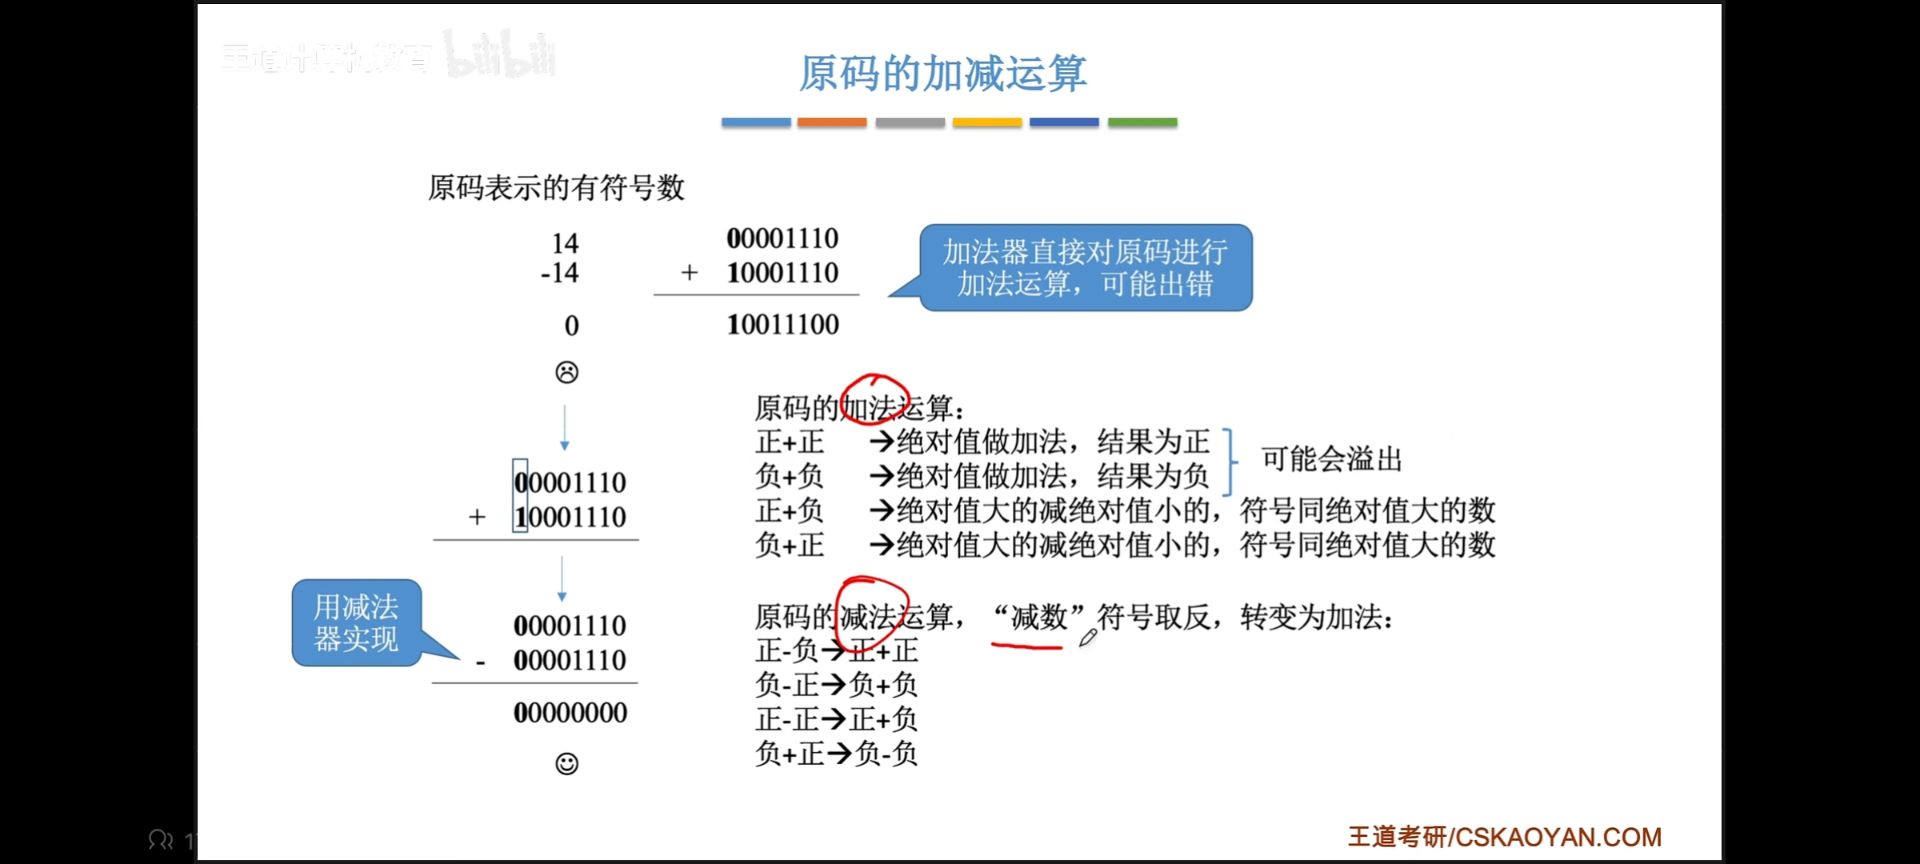 王道计算机教育 bilibili
原码的加减运算
原码表示的有符号数
14
-14
0
00001110
+ 10001110
10011100
加法器直接对原码进行
加法运算，可能出错
00001110
+ 10001110
用减法
器实现
00001110
- 00001110
00000000
原码的加法运算：
正+正 →绝对值做加法，结果为正
负+负 →绝对值做加法，结果为负
可能会溢出
正+负 →绝对值大的减绝对值小的，符号同绝对值大的数
负+正 →绝对值大的减绝对值小的，符号同绝对值大的数
原码的减法运算，“减数”符号取反，转变为加法：
正-负→正+正
负-正→负+负
正-正→正+负
负+正→负-负
王道考研/CSKAOYAN.COM